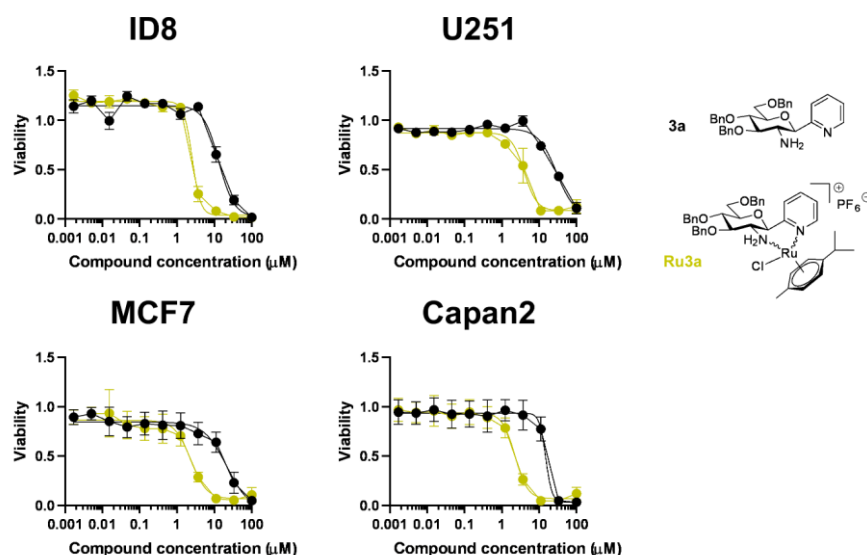 ID8
Viability
1.5
1.0
0.5
0.0
0.001 0.01 0.1 1 10 100
Compound concentration (μM)
U251
Viability
1.5
1.0
0.5
0.0
0.001 0.01 0.1 1 10 100
Compound concentration (μM)
MCF7
Viability
1.5
1.0
0.5
0.0
0.001 0.01 0.1 1 10 100
Compound concentration (μM)
Capan2
Viability
1.5
1.0
0.5
0.0
0.001 0.01 0.1 1 10 100
Compound concentration (μM)
3a
OBn
BnO
O
BnO
NH2
N
Ru3a
OBn
BnO
O
BnO
H2N
N
Ru
Cl
⊕
PF6
⊖